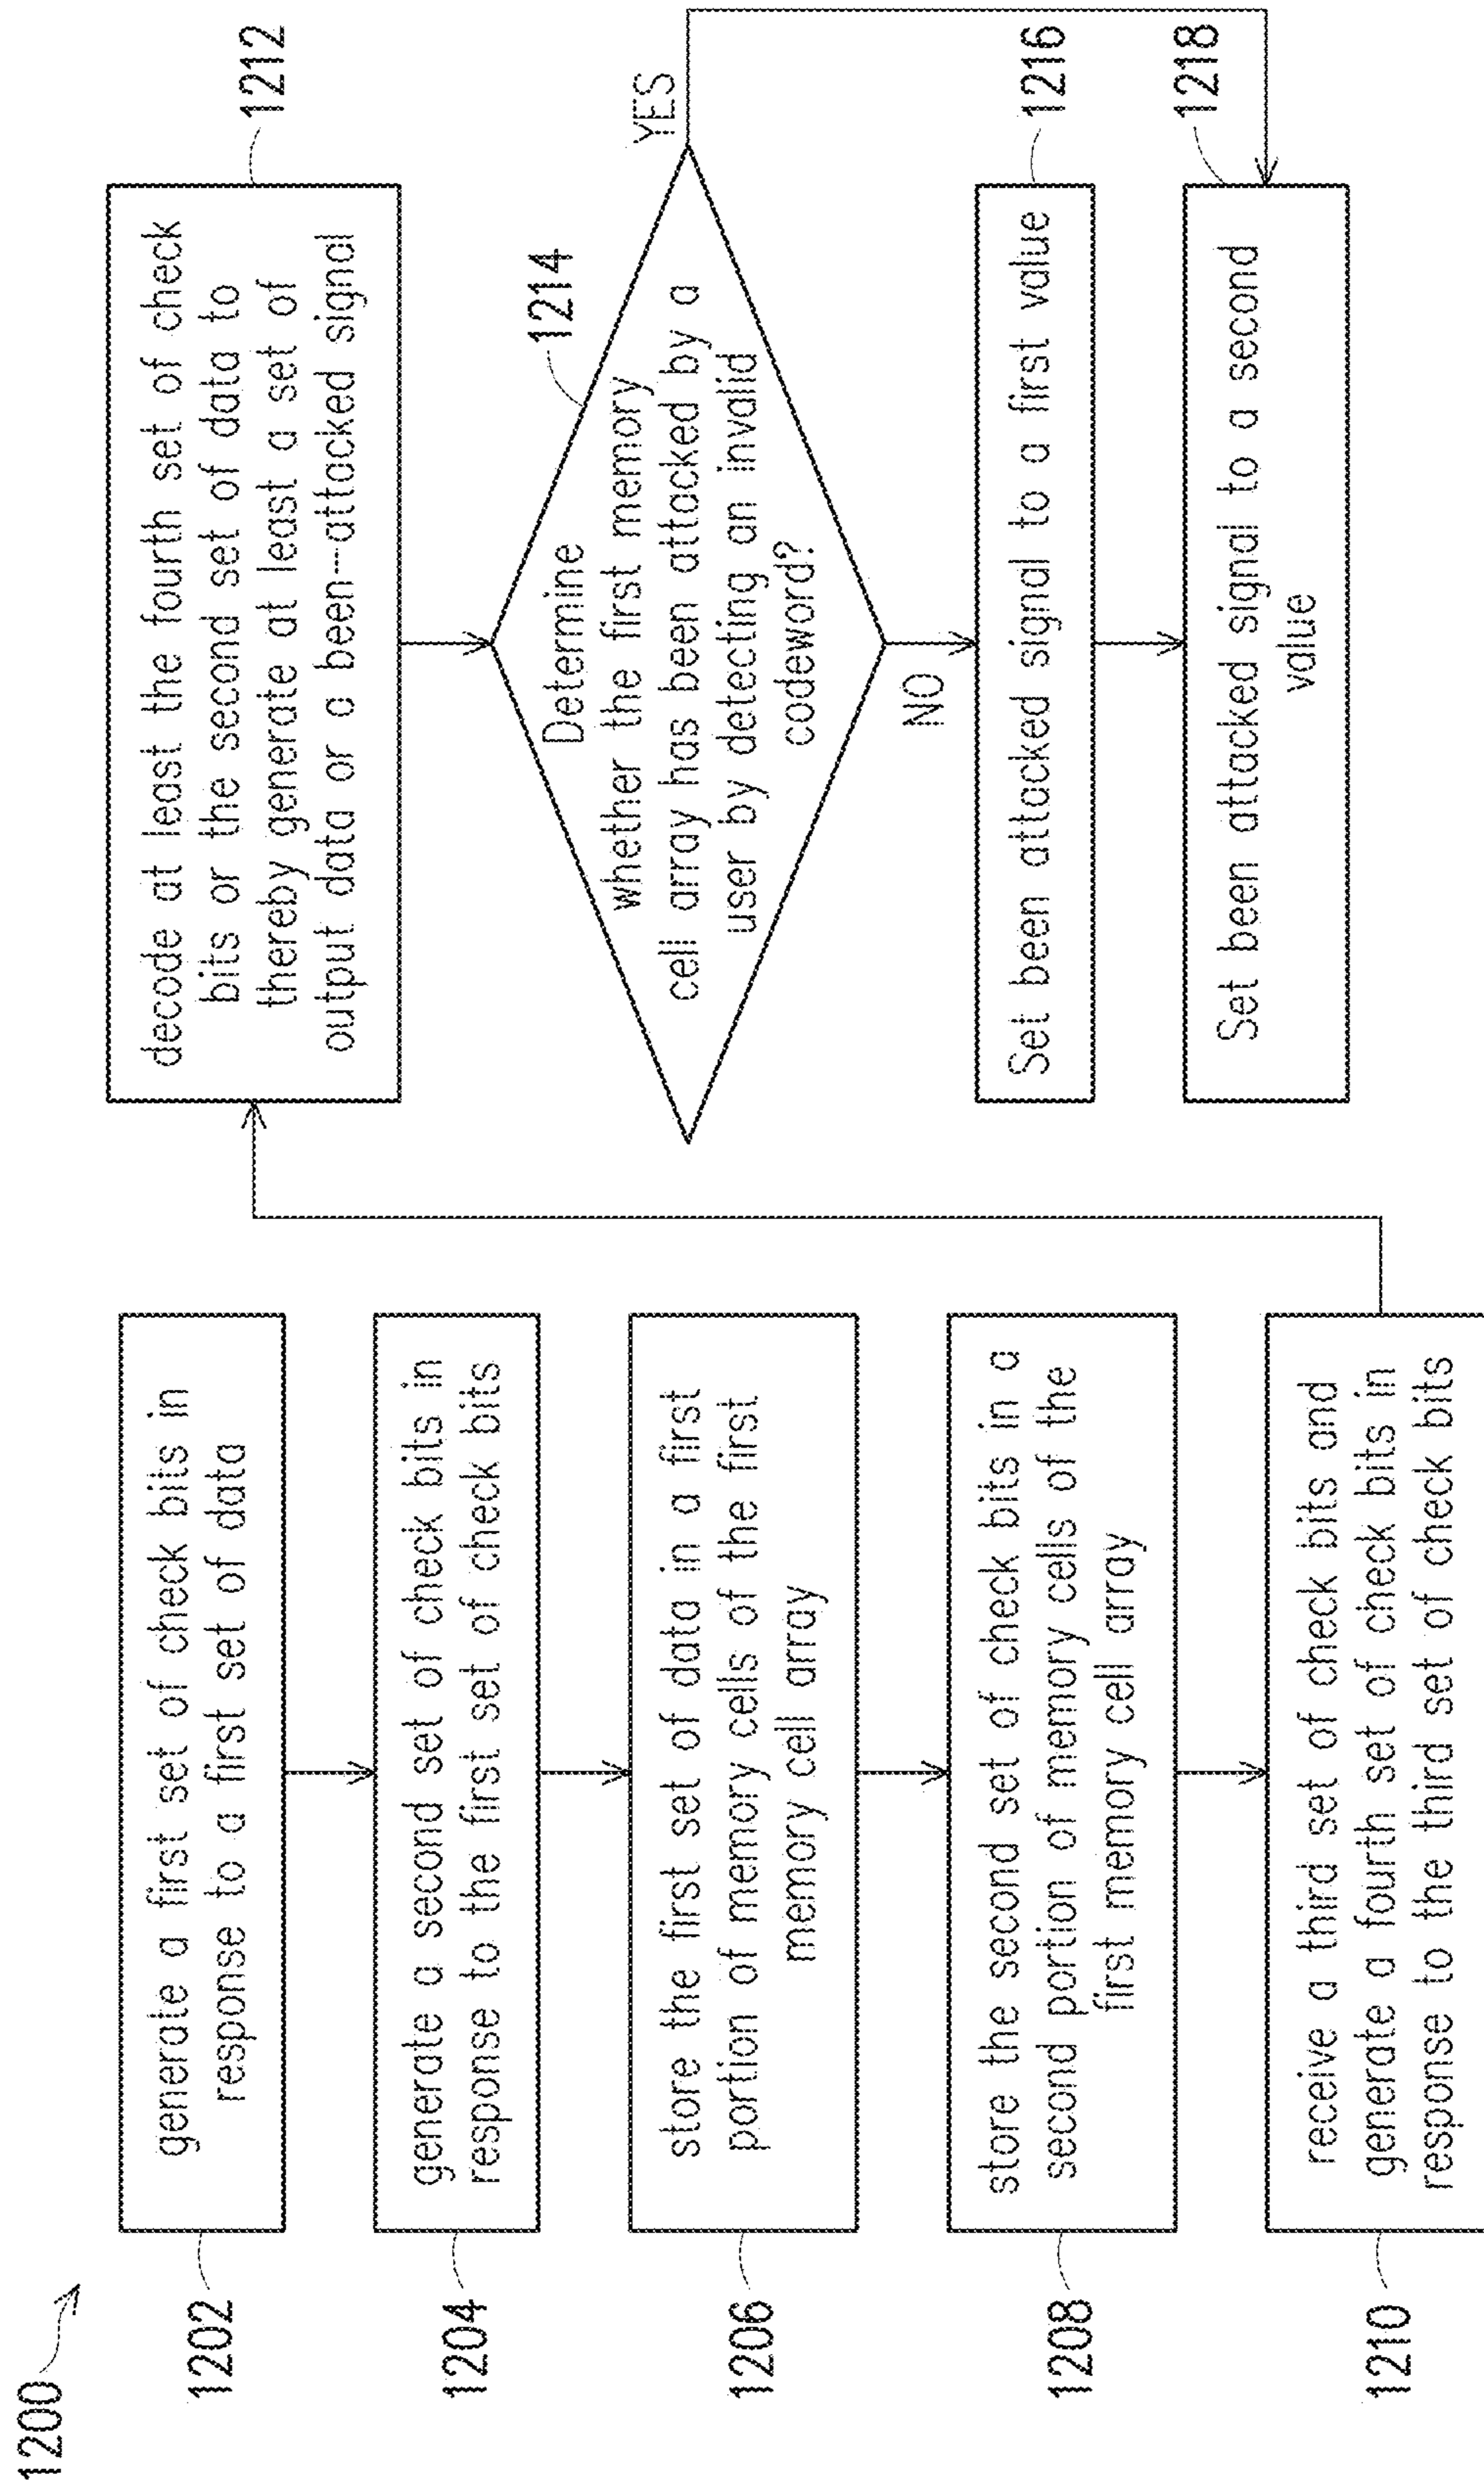 1200
1202
generate a first set of check bits in
response to a first set of data
1204
generate a second set of check bits in
response to the first set of check bits
1206
store the first set of data in a first
portion of memory cells of the first
memory cell array
1208
store the second set of check bits in a
second portion of memory cells of the
first memory cell array
1210
receive a third set of check bits and
generate a fourth set of check bits in
response to the third set of check bits
1212
decode at least the fourth set of check
bits or the second set of data to
thereby generate at least a set of
output data or a been-attacked signal
1214
Determine
whether the first memory
cell array has been attacked by a
user by detecting an invalid
codeword?
YES
NO
1216
Set been attacked signal to a first value
1218
Set been attacked signal to a second
value